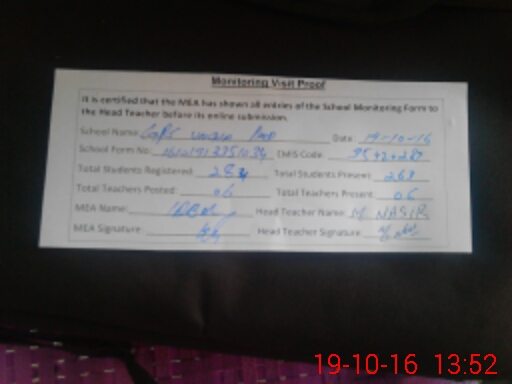 Monitoring Visit Proof
It is certified that the MEA has shown all entries of the School Monitoring Form to
the Head Teacher before its online submission.
School Name: GPS Date: 19-10-16
School Form No: EMIS Code:
Total Students Registered: 284 Total Students Present: 269
Total Teachers Posted: 06 Total Teachers Present: 06
MEA Name: Head Teacher Name: M. NASIR
MEA Signature: Head Teacher Signature:
19-10-16 13:52